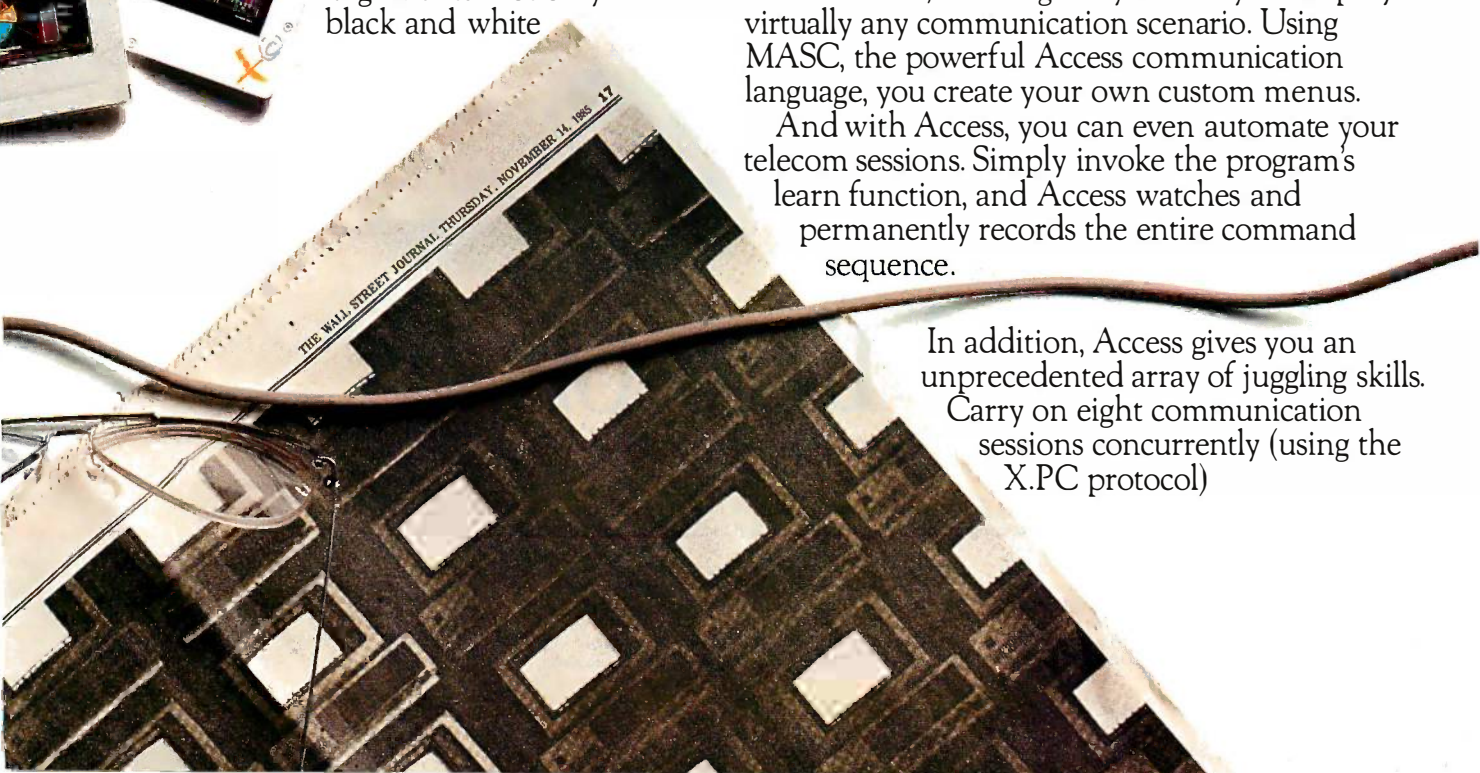 black and white
virtually any communication scenario. Using
MASC, the powerful Access communication
language, you create your own custom menus.
And with Access, you can even automate your
telecom sessions. Simply invoke the program's
learn function, and Access watches and
permanently records the entire command
sequence.
THE WALL STREET JOURNAL, THURSDAY, NOVEMBER 14, 1985 17
In addition, Access gives you an
unprecedented array of juggling skills.
Carry on eight communication
sessions concurrently (using the
X.PC protocol)